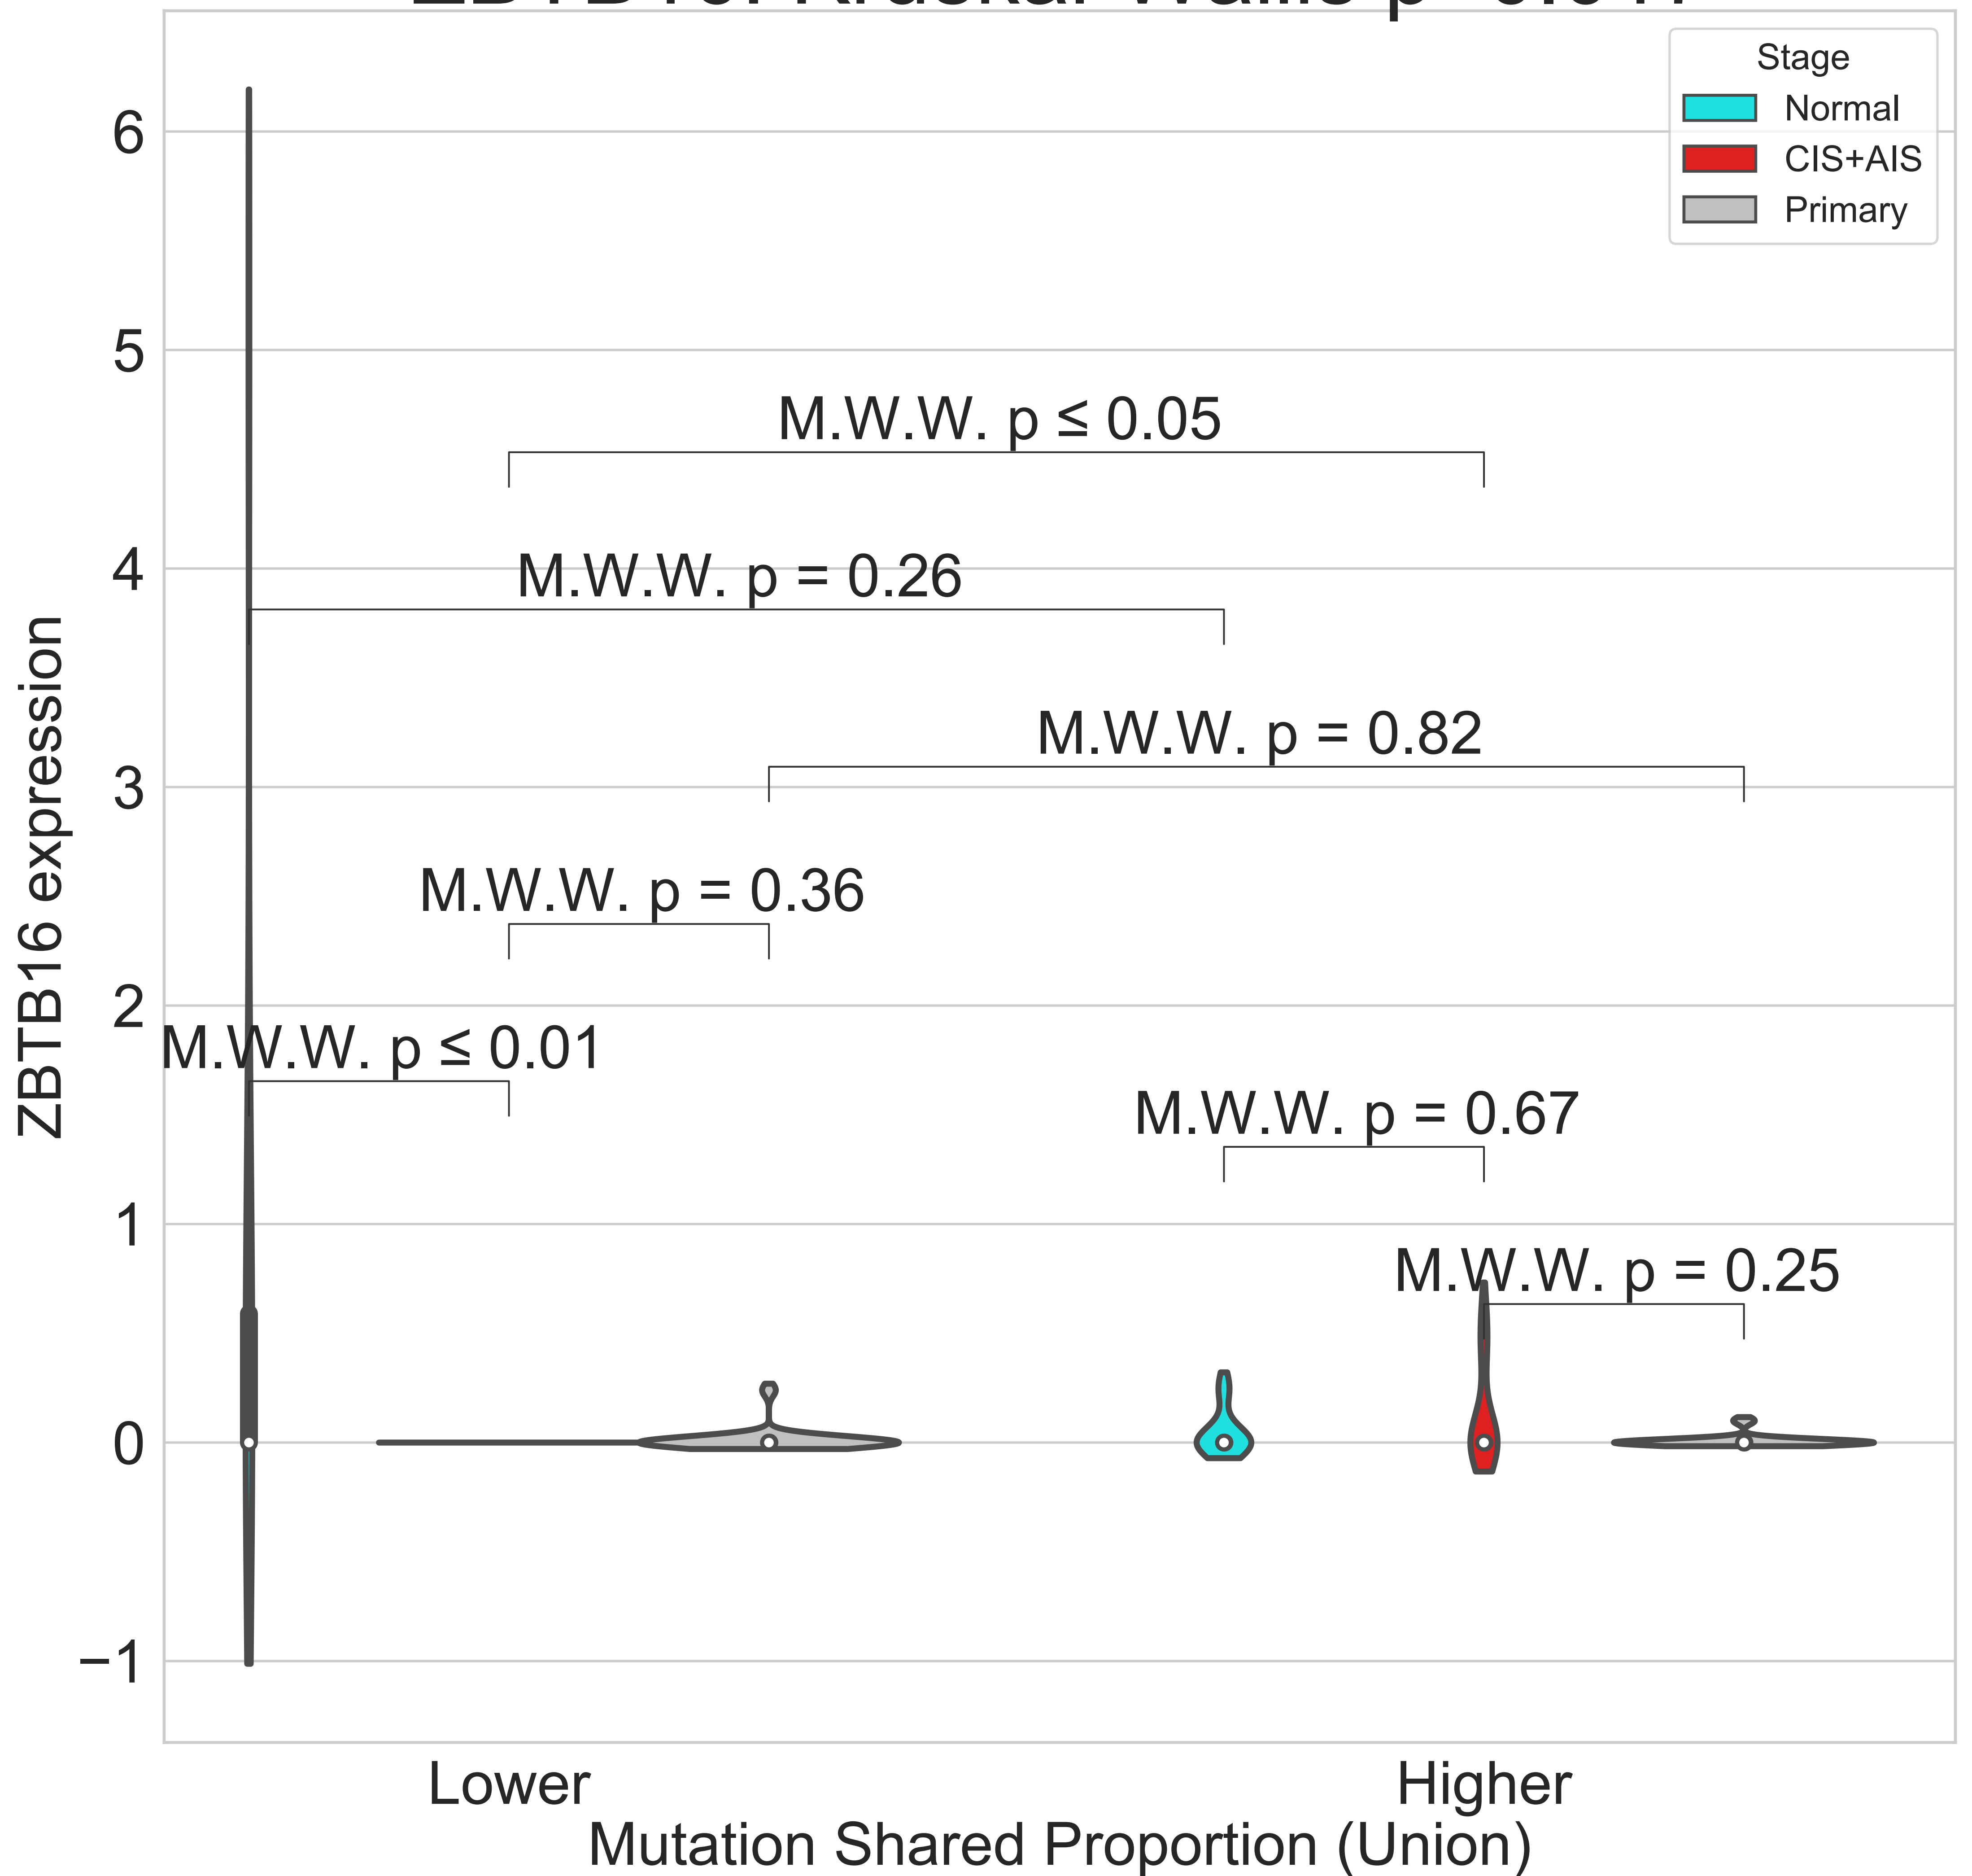 Stage
Normal
CIS+AIS
Primary
6
5
4
3
2
1
0
−1
ZBTB16 expression
M.W.W. p ≤ 0.05
M.W.W. p = 0.26
M.W.W. p = 0.82
M.W.W. p = 0.36
M.W.W. p ≤ 0.01
M.W.W. p = 0.67
M.W.W. p = 0.25
Lower
Higher
Mutation Shared Proportion (Union)